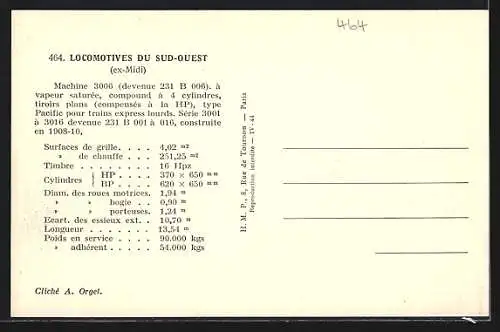 464
464. LOCOMOTIVES DU SUD-OUEST
(ex-Midi)
Machine 3006 (devenue 231 B 006). à
vapeur saturée, compound à 4 cylindres,
tiroirs plans (compensés à la HP), type
Pacific pour trains express lourds. Série 3001
à 3016 devenue 231 B 001 à 016, construite
en 1908-10.
Surfaces de grille. . . . 4,02 m2
» de chauffe . . . 251,25 m2
Timbre . . . . . . . . 16 Hpz
Cylindres { HP . . . . 370 × 650 mm
BP . . . . 620 × 650 mm
Diam. des roues motrices. 1,94 m
» » bogie . . 0,90 m
» » porteuses. 1,24 m
Ecart. des essieux ext. . 10,70 m
Longueur . . . . . . . 13,54 m
Poids en service . . . . 90.000 kgs
» adhérent . . . . 54.000 kgs
Cliché A. Orgel.
H. M. P., 8, Rue de Tournon — Paris
Reproduction interdite — IV - 44